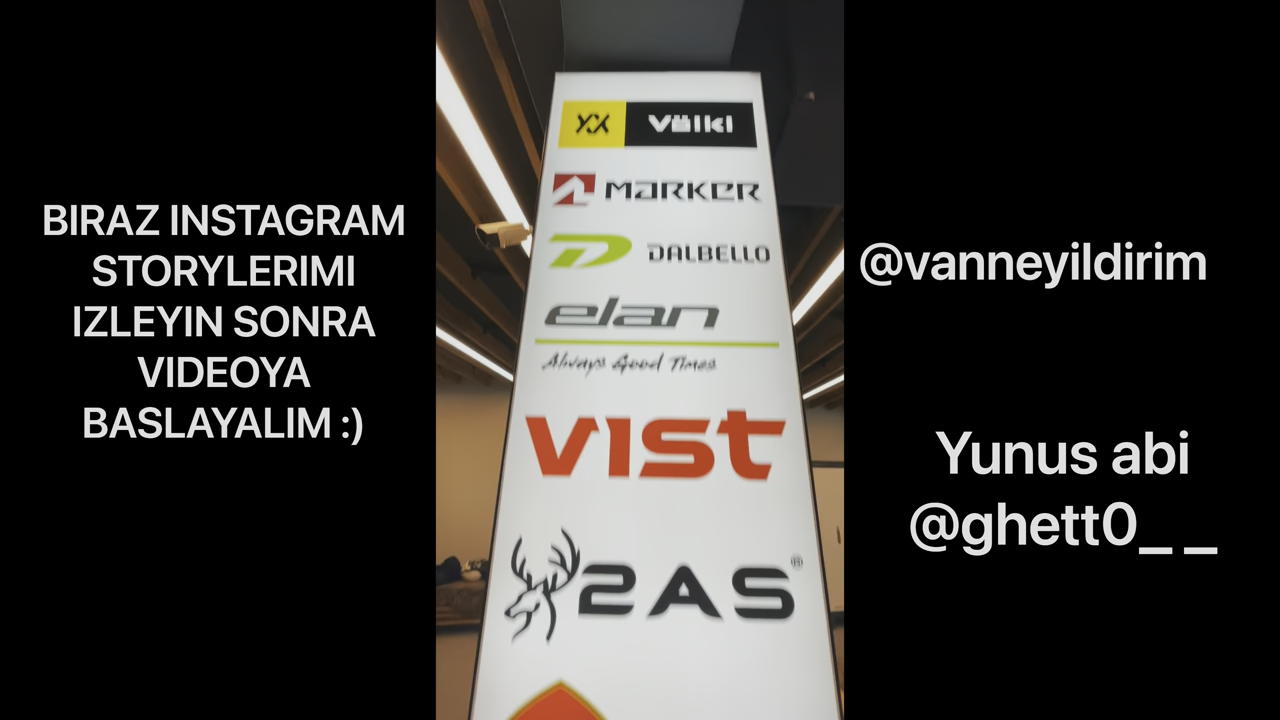 BIRAZ INSTAGRAM
STORYLERIMI
IZLEYIN SONRA
VIDEOYA
BASLAYALIM :)
Völkl
MARKER
DALBELLO
elan
Always Good Times
vıst
2AS®
@vanneyildirim
Yunus abi
@ghett0_ _